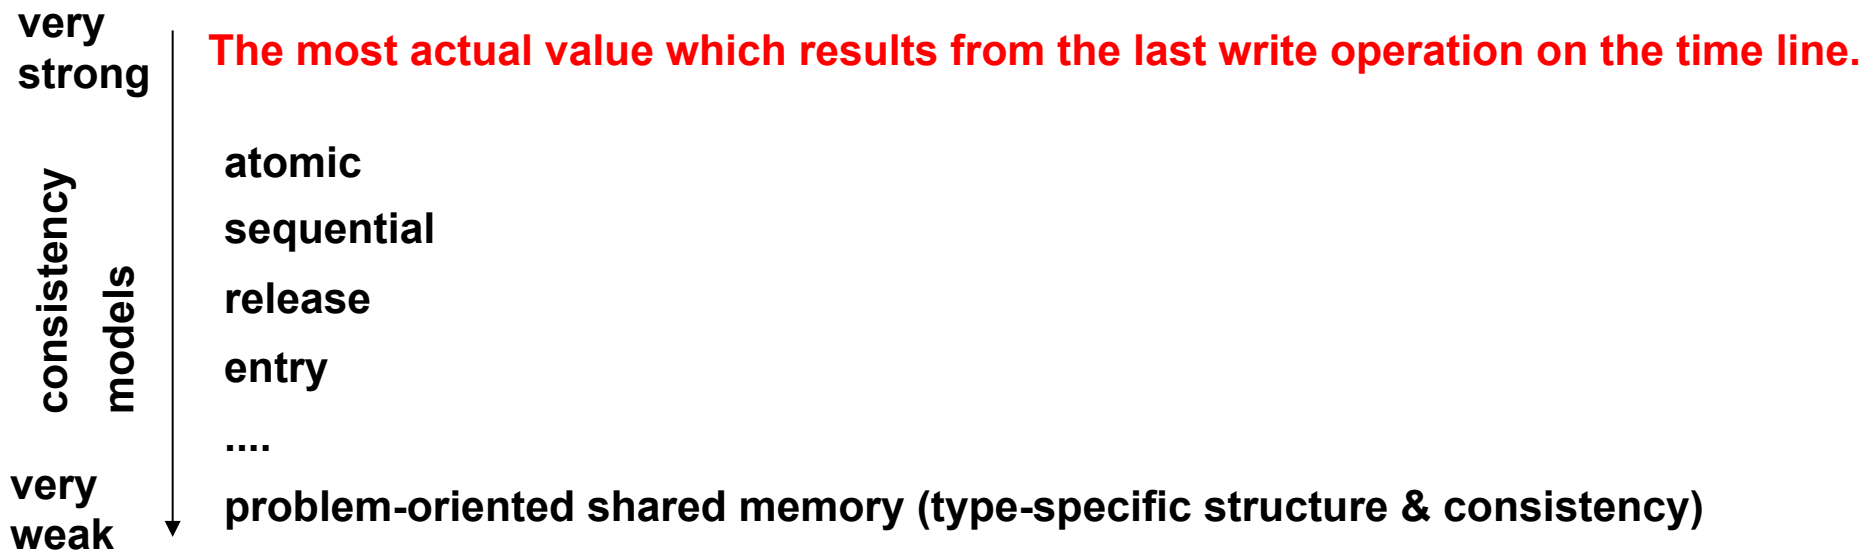 very
strong
The most actual value which results from the last write operation on the time line.
consistency
models
atomic
sequential
release
entry
....
very
weak
problem-oriented shared memory (type-specific structure & consistency)